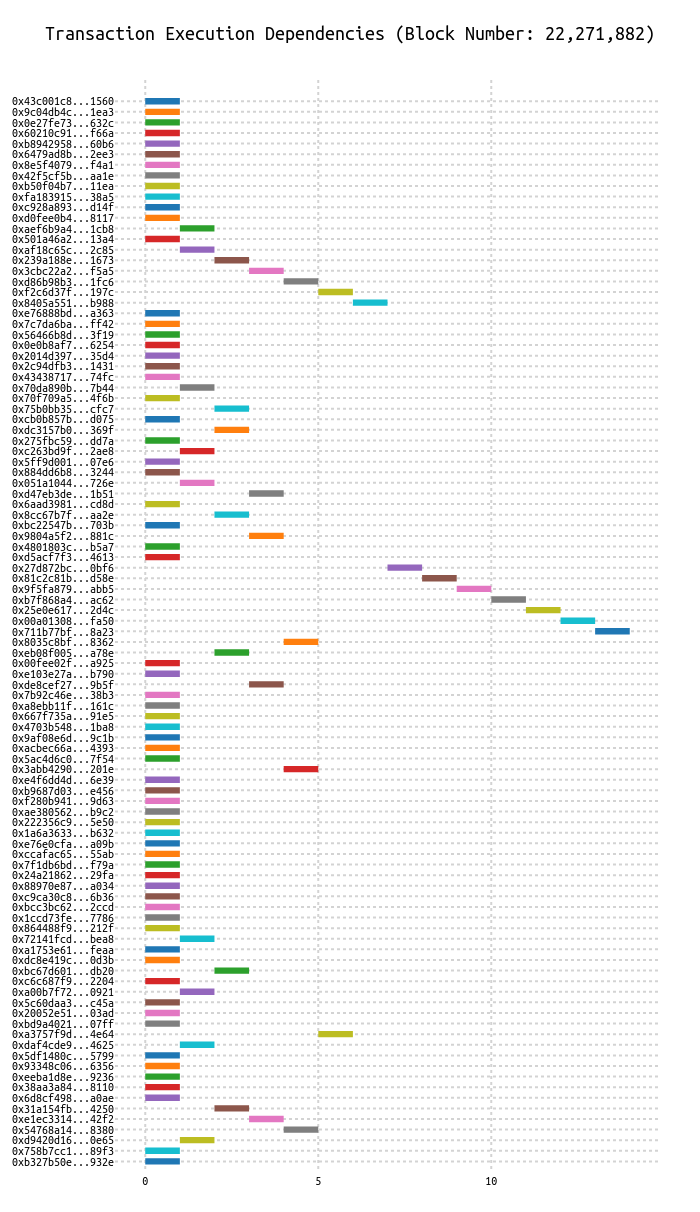 Transaction Execution Dependencies (Block Number: 22,271,882)
0x43c001c8...1560
0x9c04db4c...1ea3
0x0e27fe73...632c
0x60210c91...f66a
0xb8942958...60b6
0x6479ad8b...2ee3
0x8e5f4079...f4a1
0x42f5cf5b...aa1e
0xb50f04b7...11ea
0xfa183915...38a5
0xc928a893...d14f
0xd0fee0b4...8117
0xaef6b9a4...1cb8
0x501a46a2...13a4
0xaf18c65c...2c85
0x239a188e...1673
0x3cbc22a2...f5a5
0xd86b98b3...1fc6
0xf2c6d37f...197c
0x8405a551...b988
0xe76888bd...a363
0x7c7da6ba...ff42
0x56466b8d...3f19
0x0e0b8af7...6254
0x2014d397...35d4
0x2c94dfb3...1431
0x43438717...74fc
0x70da890b...7b44
0x70f709a5...4f6b
0x75b0bb35...cfc7
0xcb0b857b...d075
0xdc3157b0...369f
0x275fbc59...dd7a
0xc263bd9f...2ae8
0x5ff9d001...07e6
0x884dd6b8...3244
0x051a1044...726e
0xd47eb3de...1b51
0x6aad3981...cd8d
0x8cc67b7f...aa2e
0xbc22547b...703b
0x9804a5f2...881c
0x4801803c...b5a7
0xd5acf7f3...4613
0x27d872bc...0bf6
0x81c2c81b...d58e
0x9f5fa879...abb5
0xb7f868a4...ac62
0x25e0e617...2d4c
0x00a01308...fa50
0x711b77bf...8a23
0x8035c8bf...8362
0xeb08f005...a78e
0x00fee02f...a925
0xe103e27a...b790
0xde8cef27...9b5f
0x7b92c46e...38b3
0xa8ebb11f...161c
0x667f735a...91e5
0x4703b548...1ba8
0x9af08e6d...9c1b
0xacbec66a...4393
0x5ac4d6c0...7f54
0x3abb4290...201e
0xe4f6dd4d...6e39
0xb9687d03...e456
0xf280b941...9d63
0xae380562...b9c2
0x222356c9...5e50
0x1a6a3633...b632
0xe76e0cfa...a09b
0xccafac65...55ab
0x7f1db6bd...f79a
0x24a21862...29fa
0x88970e87...a034
0xc9ca30c8...6b36
0xbcc3bc62...2ccd
0x1ccd73fe...7786
0x864488f9...212f
0x72141fcd...bea8
0xa1753e61...feaa
0xdc8e419c...0d3b
0xbc67d601...db20
0xc6c687f9...2204
0xa00b7f72...0921
0x5c60daa3...c45a
0x20052e51...03ad
0xbd9a4021...07ff
0xa3757f9d...4e64
0xdaf4cde9...4625
0x5df1480c...5799
0x93348c06...6356
0xeeba1d8e...9236
0x38aa3a84...8110
0x6d8cf498...a0ae
0x31a154fb...4250
0xe1ec3314...42f2
0x54768a14...8380
0xd9420d16...0e65
0x758b7cc1...89f3
0xb327b50e...932e
0 5 10